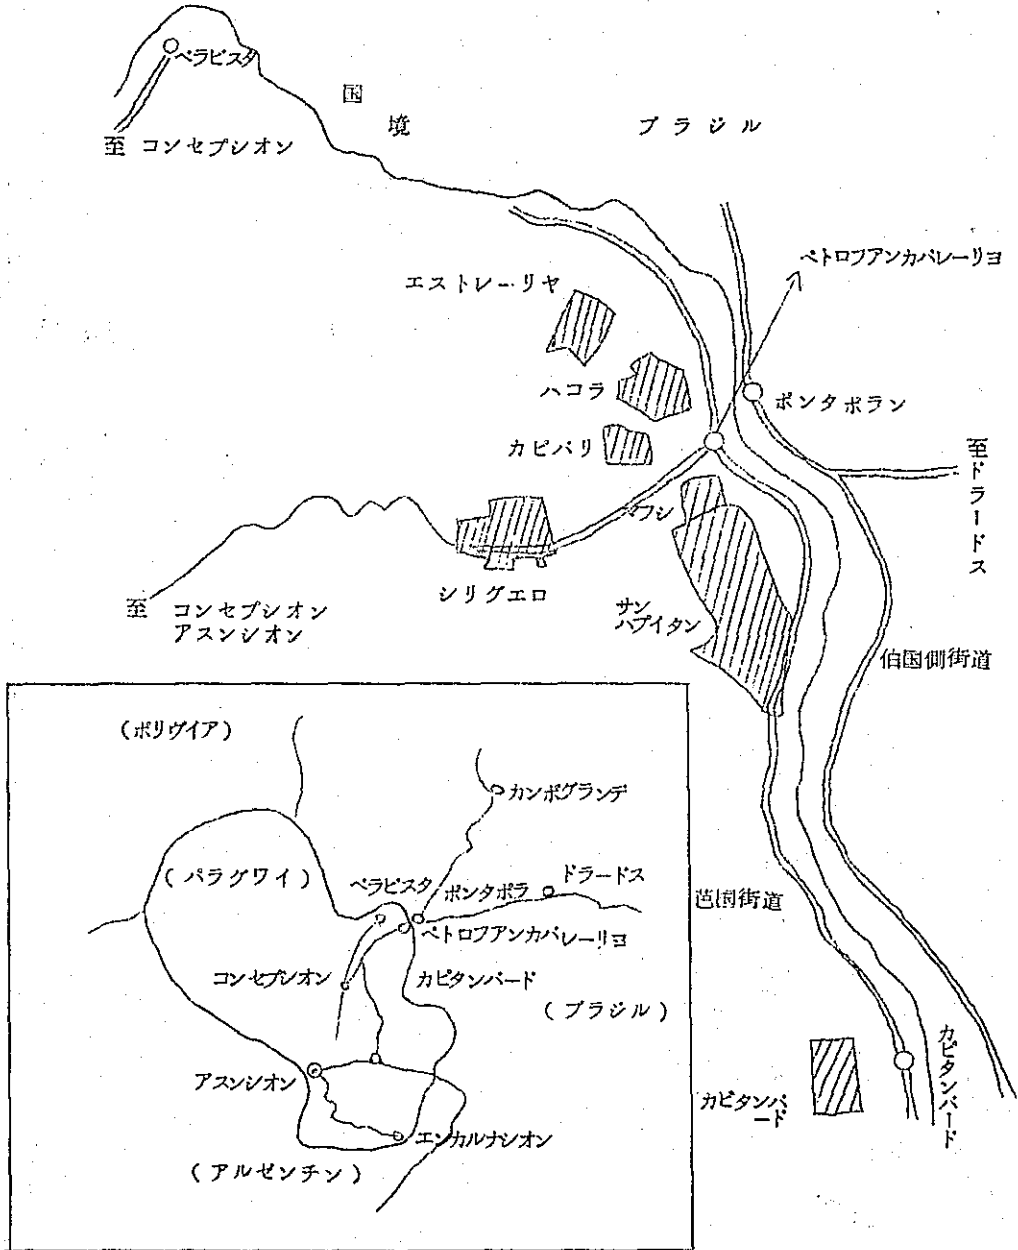 ベラビスタ
国境
ブラジル
至 コンセプシオン
ペトロフアンカバレーリヨ
エストレーリヤ
ハコラ
ポンタポラン
カピバリ
至ドラードス
シリグエロ
サン
ハプイタン
至 コンセプシオン
アスンシオン
伯国側街道
(ボリヴイア)
カンポグランデ
(パラグワイ)
ベラビスタ
ポンタポラ
ドラードス
ペトロフアンカバレーリヨ
芭国街道
コンセプシオン
カピタンバード
(ブラジル)
アスンシオン
エンカルナシオン
(アルゼンチン)
カピタンバ
ード
カピタンバード